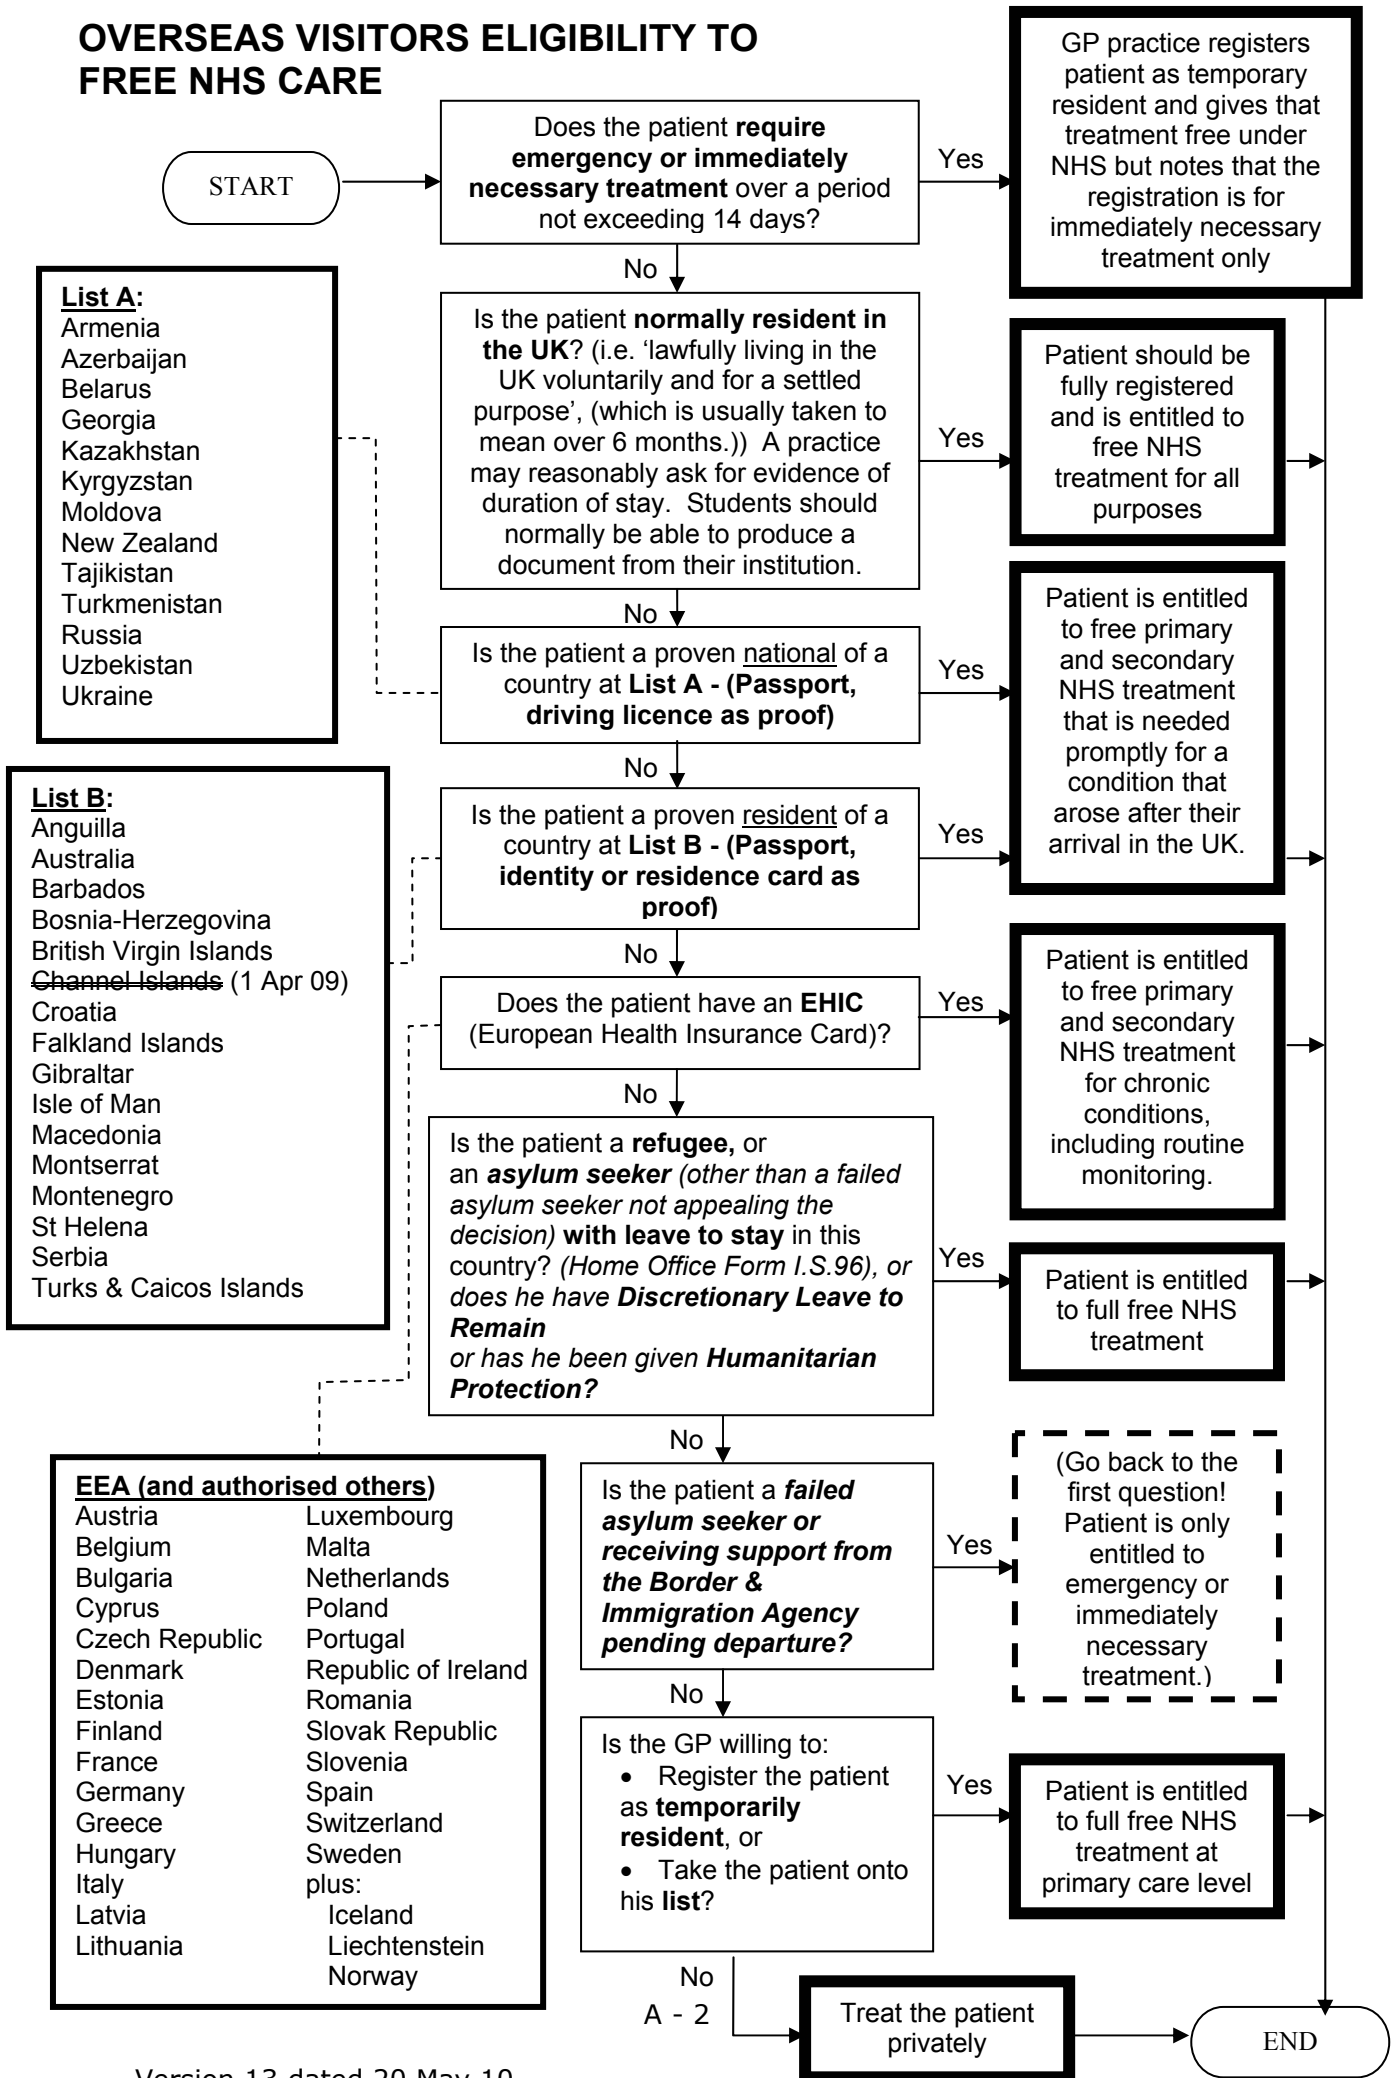 OVERSEAS VISITORS ELIGIBILITY TO
FREE NHS CARE
START
Does the patient require
emergency or immediately
necessary treatment over a period
not exceeding 14 days?
Yes
GP practice registers
patient as temporary
resident and gives that
treatment free under
NHS but notes that the
registration is for
immediately necessary
treatment only
No
List A:
Armenia
Azerbaijan
Belarus
Georgia
Kazakhstan
Kyrgyzstan
Moldova
New Zealand
Tajikistan
Turkmenistan
Russia
Uzbekistan
Ukraine
Is the patient normally resident in
the UK? (i.e. ‘lawfully living in the
UK voluntarily and for a settled
purpose’, (which is usually taken to
mean over 6 months.)) A practice
may reasonably ask for evidence of
duration of stay. Students should
normally be able to produce a
document from their institution.
Yes
Patient should be
fully registered
and is entitled to
free NHS
treatment for all
purposes
No
Is the patient a proven national of a
country at List A - (Passport,
driving licence as proof)
Yes
Patient is entitled
to free primary
and secondary
NHS treatment
that is needed
promptly for a
condition that
arose after their
arrival in the UK.
No
List B:
Anguilla
Australia
Barbados
Bosnia-Herzegovina
British Virgin Islands
Channel Islands (1 Apr 09)
Croatia
Falkland Islands
Gibraltar
Isle of Man
Macedonia
Montserrat
Montenegro
St Helena
Serbia
Turks & Caicos Islands
Is the patient a proven resident of a
country at List B - (Passport,
identity or residence card as
proof)
Yes
No
Does the patient have an EHIC
(European Health Insurance Card)?
Yes
Patient is entitled
to free primary
and secondary
NHS treatment
for chronic
conditions,
including routine
monitoring.
No
Is the patient a refugee, or
an asylum seeker (other than a failed
asylum seeker not appealing the
decision) with leave to stay in this
country? (Home Office Form I.S.96), or
does he have Discretionary Leave to
Remain
or has he been given Humanitarian
Protection?
Yes
Patient is entitled
to full free NHS
treatment
No
EEA (and authorised others)
Austria
Belgium
Bulgaria
Cyprus
Czech Republic
Denmark
Estonia
Finland
France
Germany
Greece
Hungary
Italy
Latvia
Lithuania
Luxembourg
Malta
Netherlands
Poland
Portugal
Republic of Ireland
Romania
Slovak Republic
Slovenia
Spain
Switzerland
Sweden
plus:
Iceland
Liechtenstein
Norway
Is the patient a failed
asylum seeker or
receiving support from
the Border &
Immigration Agency
pending departure?
Yes
(Go back to the
first question!
Patient is only
entitled to
emergency or
immediately
necessary
treatment.)
No
Is the GP willing to:
• Register the patient
as temporarily
resident, or
• Take the patient onto
his list?
Yes
Patient is entitled
to full free NHS
treatment at
primary care level
No
A - 2
Treat the patient
privately
END
Version 13 dated 20 May 10